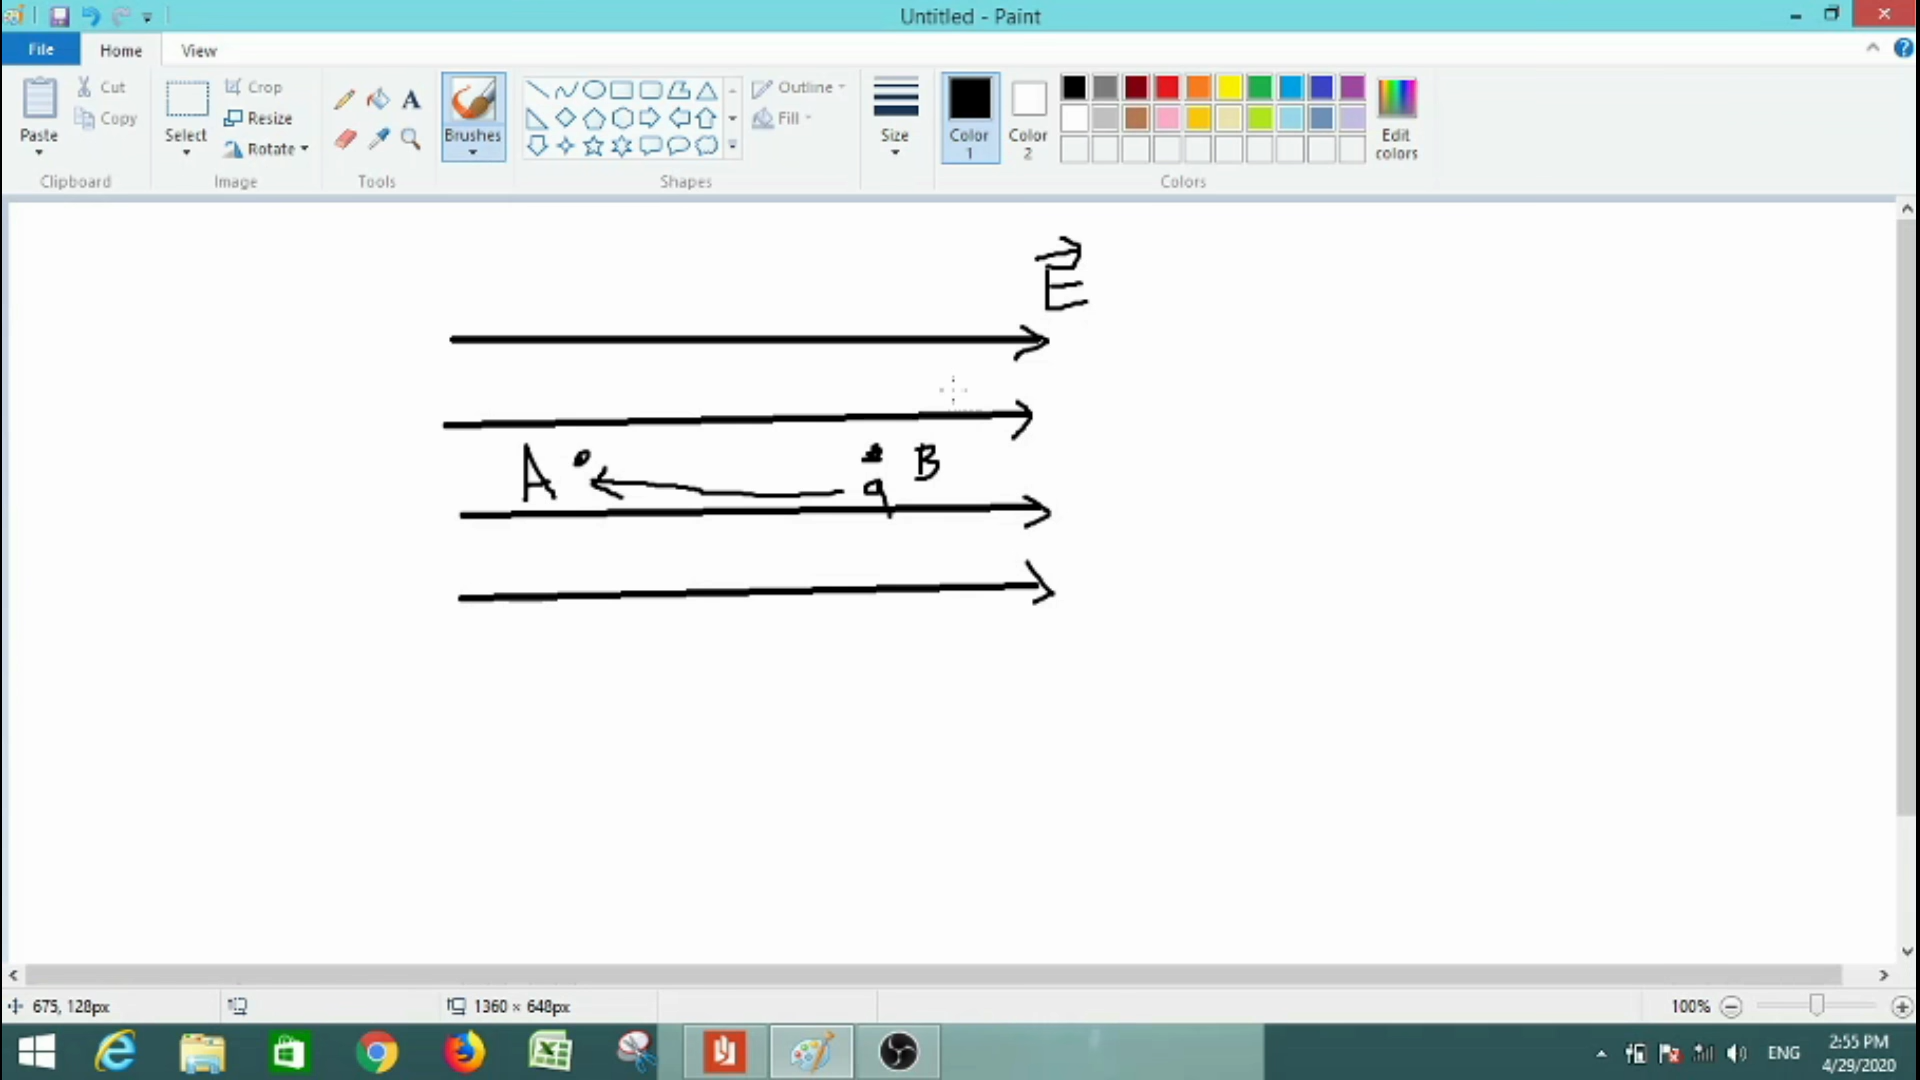 Untitled - Paint
File Home View
Paste
Cut
Copy
Clipboard
Select
Crop
Resize
Rotate
Image
A
Tools
Brushes
Outline
Fill
Shapes
Size
Color 1
Color 2
Edit colors
Colors
E
A B
q
675, 128px
1360 × 648px
100%
ENG
2:55 PM
4/29/2020